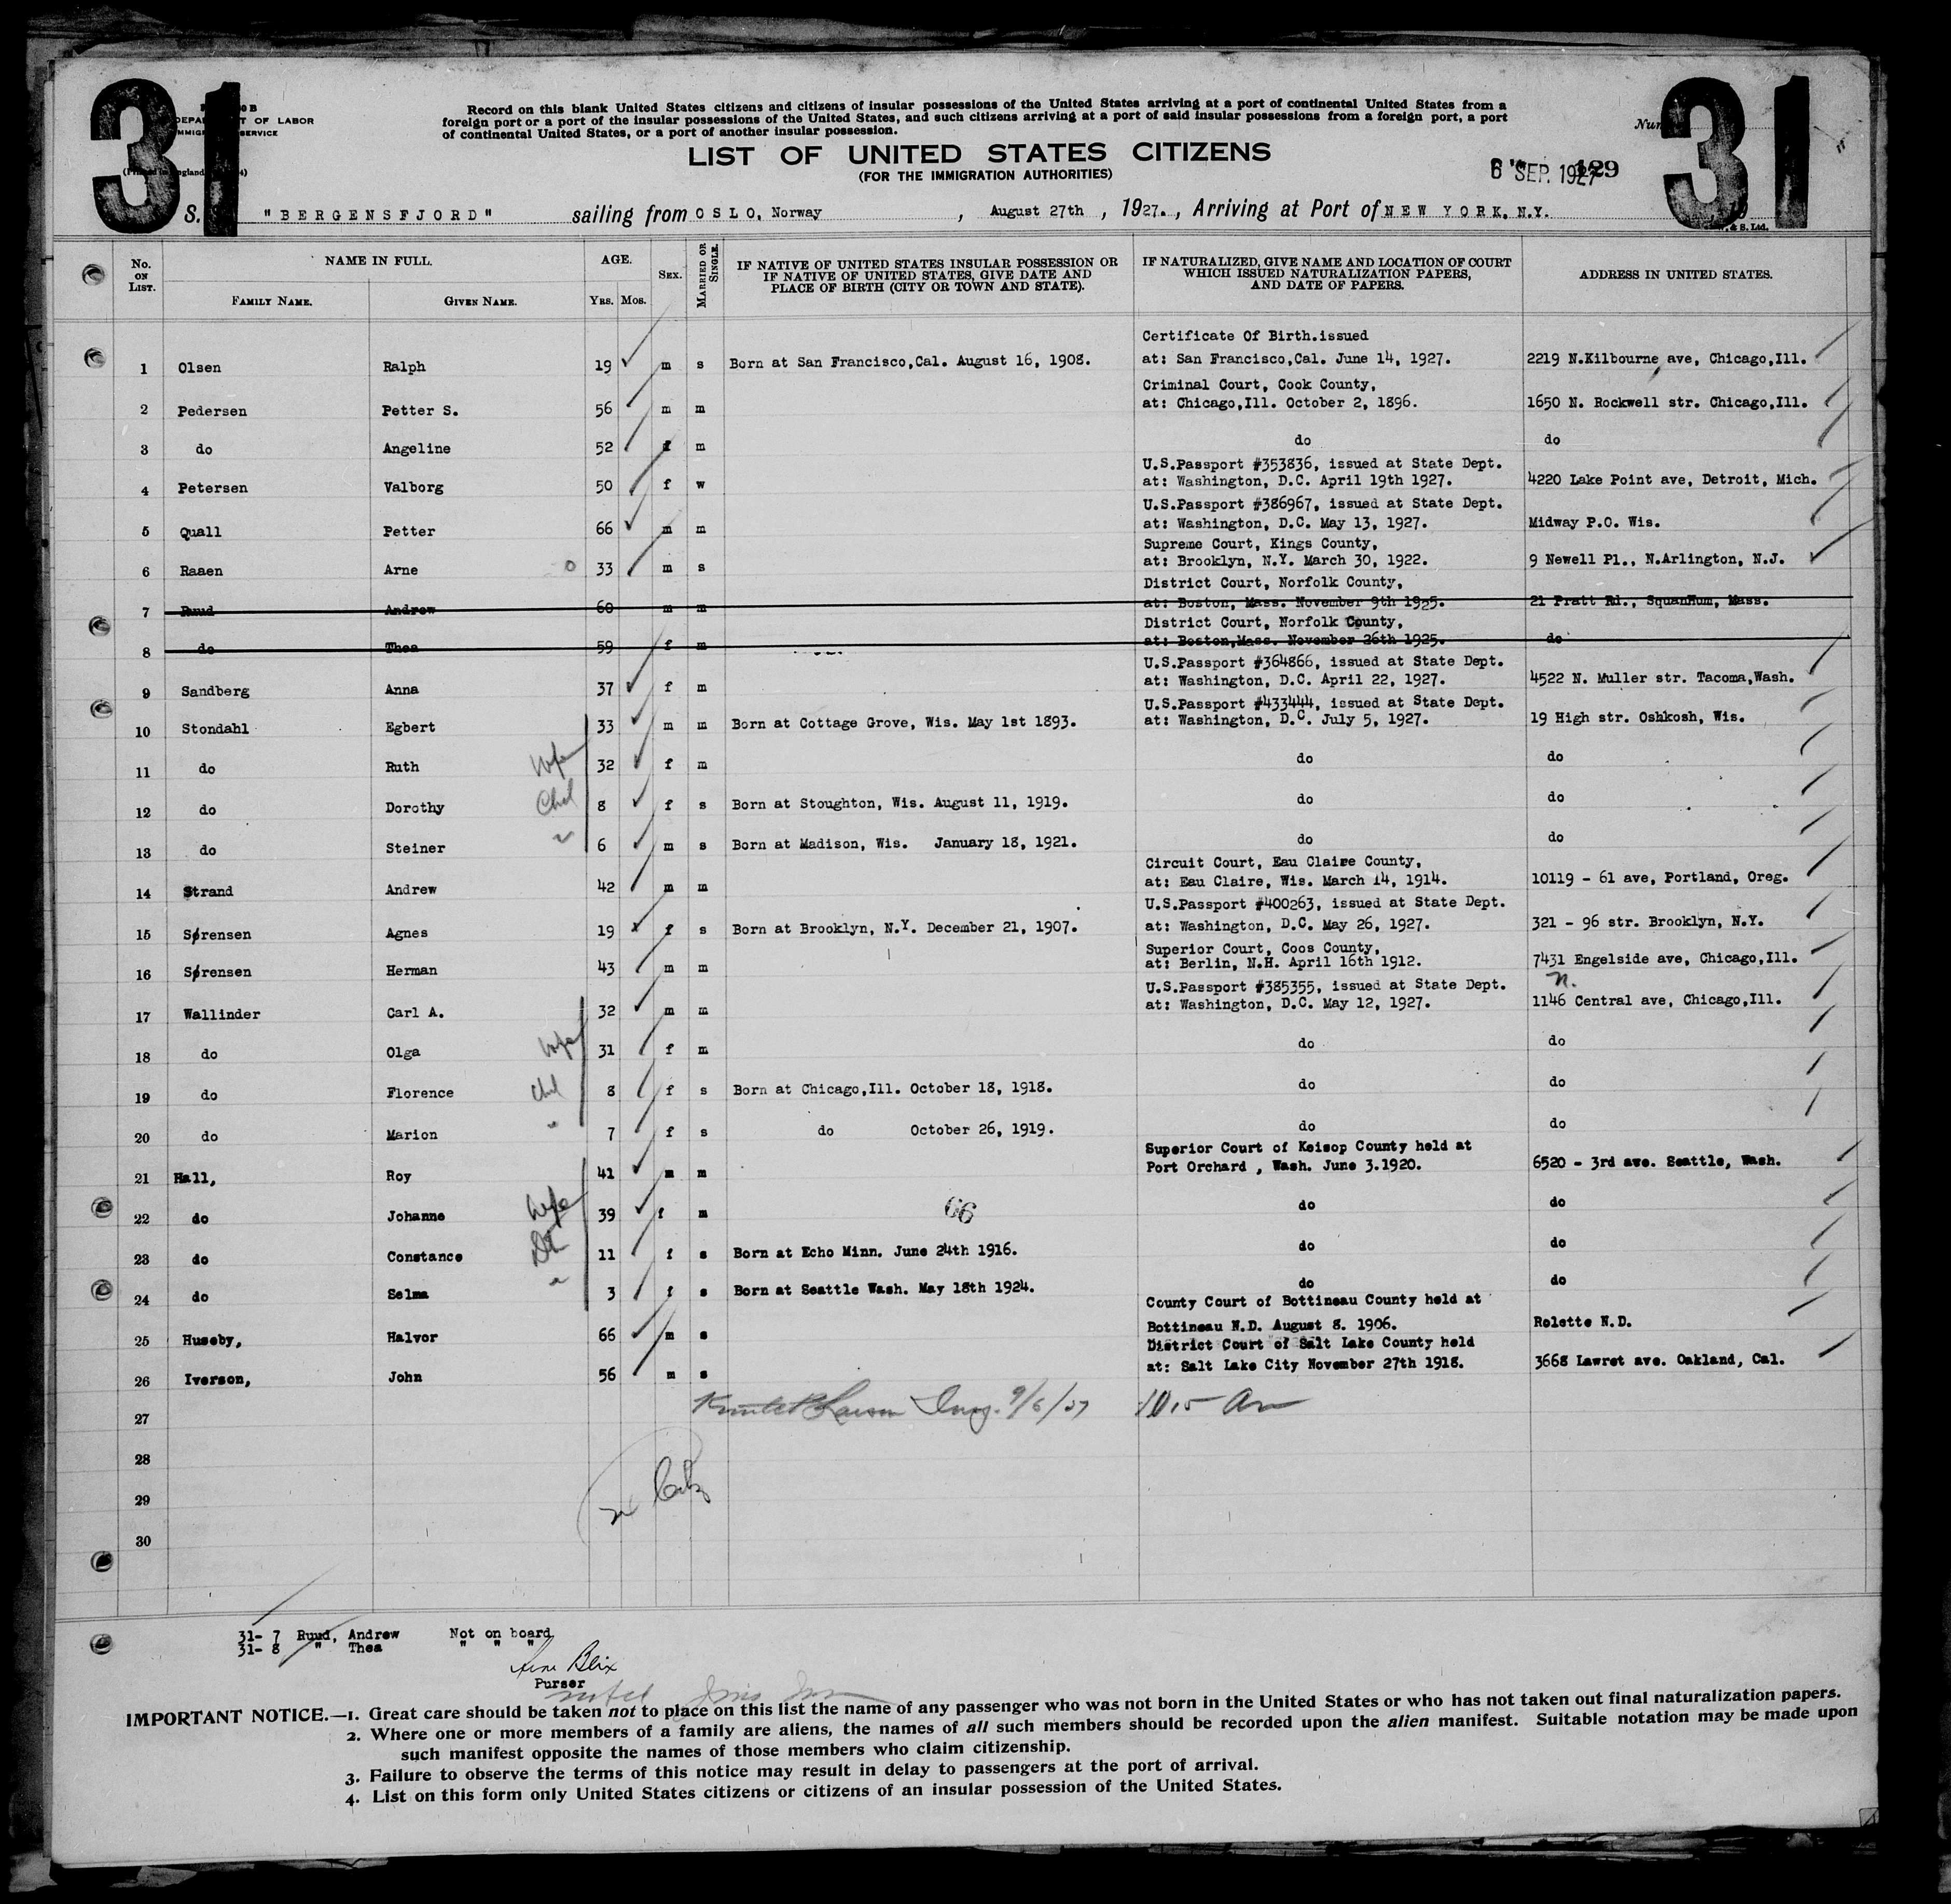 31
31
DEPARTMENT OF LABOR
IMMIGRATION SERVICE
Record on this blank United States citizens and citizens of insular possessions of the United States arriving at a port of continental United States from a
foreign port or a port of the insular possessions of the United States, and such citizens arriving at a port of said insular possessions from a foreign port, a port
of continental United States, or a port of another insular possession.
LIST OF UNITED STATES CITIZENS
(FOR THE IMMIGRATION AUTHORITIES)
6 SEP. 1927
129
S. "BERGENSFJORD" sailing from OSLO, Norway, August 27th, 1927., Arriving at Port of NEW YORK, N.Y.
& S. Ltd.
No. ON LIST. NAME IN FULL. FAMILY NAME. GIVEN NAME. AGE. YRS. MOS. SEX. MARRIED OR SINGLE. IF NATIVE OF UNITED STATES INSULAR POSSESSION OR IF NATIVE OF UNITED STATES, GIVE DATE AND PLACE OF BIRTH (CITY OR TOWN AND STATE). IF NATURALIZED, GIVE NAME AND LOCATION OF COURT WHICH ISSUED NATURALIZATION PAPERS, AND DATE OF PAPERS. ADDRESS IN UNITED STATES.
Certificate Of Birth.issued
1 Olsen Ralph 19 m s Born at San Francisco,Cal. August 16, 1908. at: San Francisco,Cal. June 14, 1927. 2219 N.Kilbourne ave, Chicago,Ill.
Criminal Court, Cook County,
2 Pedersen Petter S. 56 m m at: Chicago,Ill. October 2, 1896. 1650 N. Rockwell str. Chicago,Ill.
3 do Angeline 52 f m do do
U.S.Passport #353836, issued at State Dept.
4 Petersen Valborg 50 f w at: Washington, D.C. April 19th 1927. 4220 Lake Point ave, Detroit, Mich.
U.S.Passport #386967, issued at State Dept.
5 Quall Petter 66 m m at: Washington, D.C. May 13, 1927. Midway P.O. Wis.
Supreme Court, Kings County,
6 Raaen Arne 0 33 m s at: Brooklyn, N.Y. March 30, 1922. 9 Newell Pl., N.Arlington, N.J.
District Court, Norfolk County,
7 Ruud Andrew 60 m m at: Boston, Mass. November 9th 1925. 21 Pratt Rd., Squanhum, Mass.
District Court, Norfolk County,
8 do Thea 59 f m at: Boston,Mass. November 26th 1925. do
U.S.Passport #364866, issued at State Dept.
9 Sandberg Anna 37 f m at: Washington, D.C. April 22, 1927. 4522 N. Muller str. Tacoma,Wash.
U.S.Passport #433444, issued at State Dept.
10 Stondahl Egbert 33 m m Born at Cottage Grove, Wis. May 1st 1893. at: Washington, D.C. July 5, 1927. 19 High str. Oshkosh, Wis.
11 do Ruth Wife 32 f m do do
12 do Dorothy Chd 8 f s Born at Stoughton, Wis. August 11, 1919. do do
13 do Steiner " 6 m s Born at Madison, Wis. January 18, 1921. do do
Circuit Court, Eau Claire County,
14 Strand Andrew 42 m m at: Eau Claire, Wis. March 14, 1914. 10119 - 61 ave, Portland, Oreg.
U.S.Passport #400263, issued at State Dept.
15 Sørensen Agnes 19 f s Born at Brooklyn, N.Y. December 21, 1907. at: Washington, D.C. May 26, 1927. 321 - 96 str. Brooklyn, N.Y.
Superior Court, Coos County,
16 Sørensen Herman 43 m m at: Berlin, N.H. April 16th 1912. 7431 Engelside ave, Chicago,Ill.
U.S.Passport #385355, issued at State Dept. n.
17 Wallinder Carl A. 32 m m at: Washington, D.C. May 12, 1927. 1146 Central ave, Chicago,Ill.
18 do Olga Wife 31 f m do do
19 do Florence Chd 8 f s Born at Chicago,Ill. October 18, 1918. do do
20 do Marion " 7 f s do October 26, 1919. do do
Superior Court of Keisop County held at
21 Hall, Roy 41 m m Port Orchard , Wash. June 3.1920. 6520 - 3rd ave. Seattle, Wash.
22 do Johanne Wife 39 f m 66 do do
23 do Constance 11 f s Born at Echo Minn. June 24th 1916. do do
24 do Selma " 3 f s Born at Seattle Wash. May 18th 1924. do do
County Court of Bottineau County held at
25 Huseby, Halvor 66 m s Bottineau N.D. August 8. 1906. Rolette N.D.
District Court of Salt Lake County held
26 Iverson, John 56 m s at: Salt Lake City November 27th 1918. 3668 Lawret ave. Oakland, Cal.
27 Larson Insp. 9/6/27 10.15 am
28
29
30
31- 7 Ruud, Andrew Not on board
31- 8 " Thea " " "
Blix
Purser
IMPORTANT NOTICE.—1. Great care should be taken not to place on this list the name of any passenger who was not born in the United States or who has not taken out final naturalization papers.
2. Where one or more members of a family are aliens, the names of all such members should be recorded upon the alien manifest. Suitable notation may be made upon
such manifest opposite the names of those members who claim citizenship.
3. Failure to observe the terms of this notice may result in delay to passengers at the port of arrival.
4. List on this form only United States citizens or citizens of an insular possession of the United States.